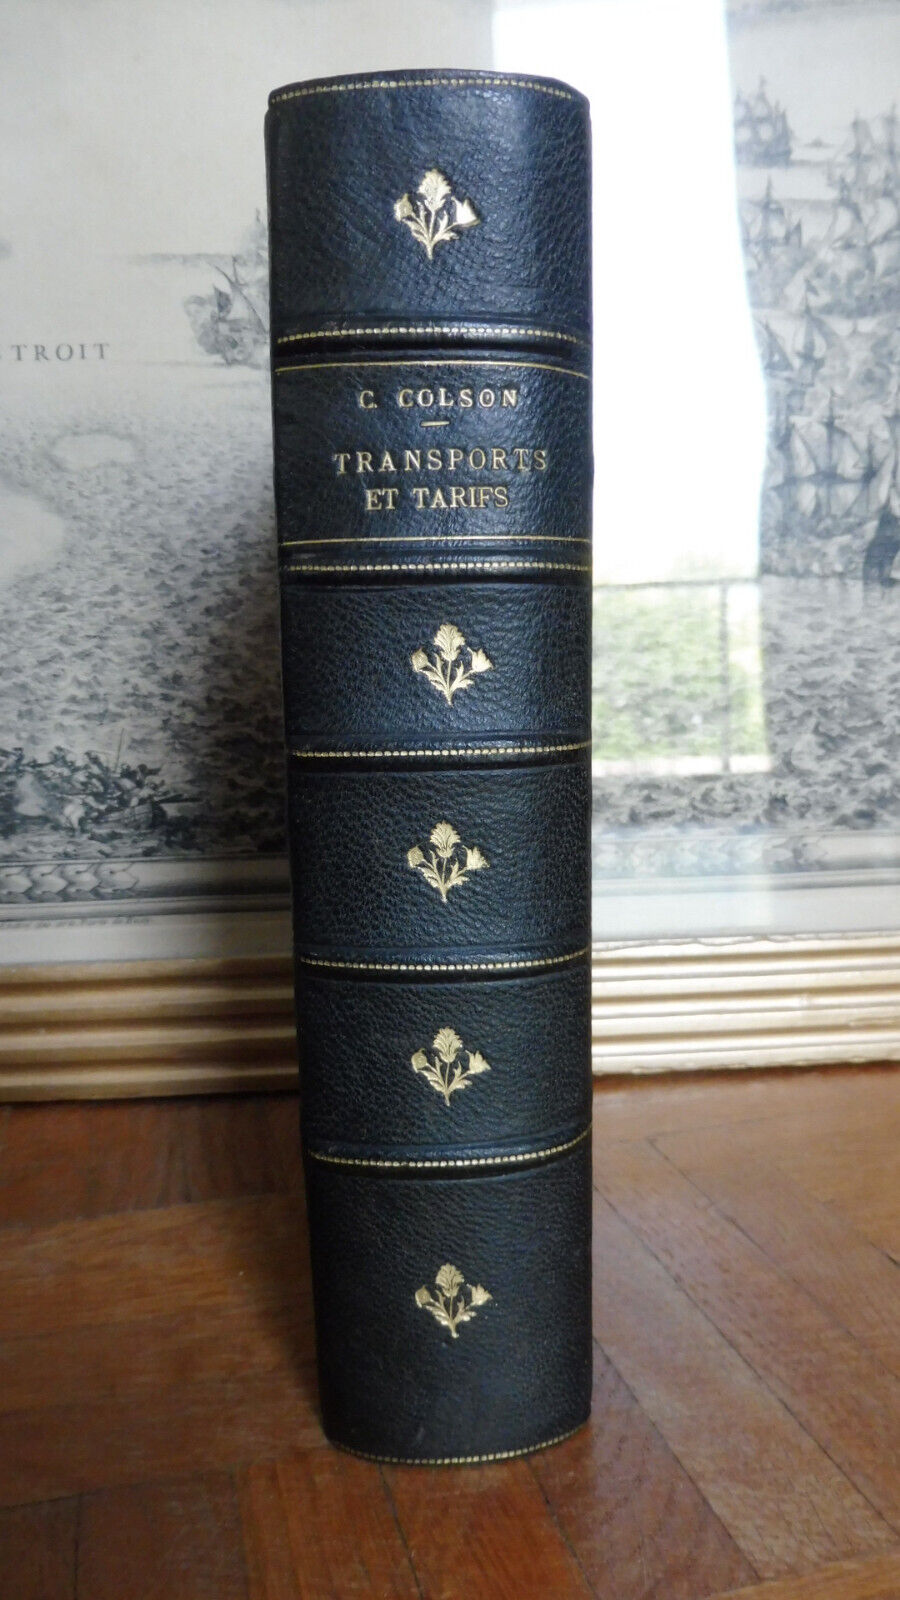 TROIT
C. COLSON
TRANSPORTS
ET TARIFS